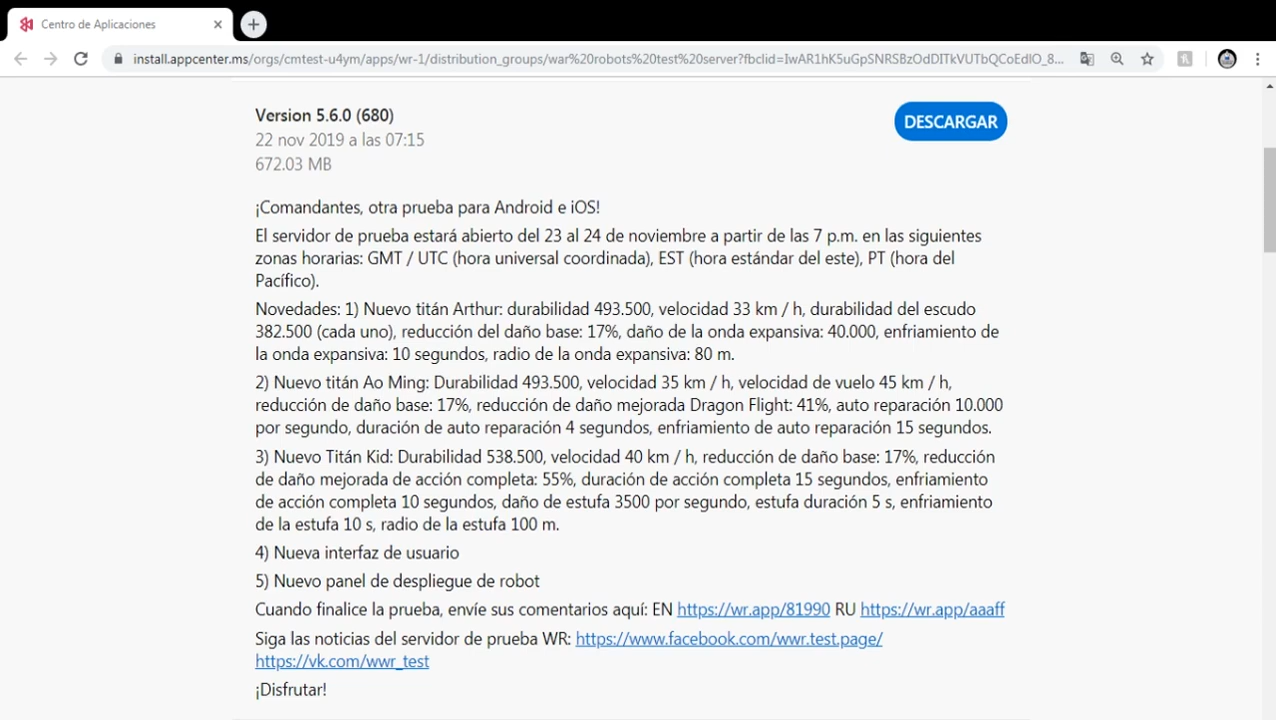 Centro de Aplicaciones
install.appcenter.ms/orgs/cmtest-u4ym/apps/wr-1/distribution_groups/war%20robots%20test%20server?fbclid=IwAR1hK5uGpSNRSBzOdDITkVUTbQCoEdIO_8...
Version 5.6.0 (680)
DESCARGAR
22 nov 2019 a las 07:15
672.03 MB
¡Comandantes, otra prueba para Android e iOS!
El servidor de prueba estará abierto del 23 al 24 de noviembre a partir de las 7 p.m. en las siguientes
zonas horarias: GMT / UTC (hora universal coordinada), EST (hora estándar del este), PT (hora del
Pacífico).
Novedades: 1) Nuevo titán Arthur: durabilidad 493.500, velocidad 33 km / h, durabilidad del escudo
382.500 (cada uno), reducción del daño base: 17%, daño de la onda expansiva: 40.000, enfriamiento de
la onda expansiva: 10 segundos, radio de la onda expansiva: 80 m.
2) Nuevo titán Ao Ming: Durabilidad 493.500, velocidad 35 km / h, velocidad de vuelo 45 km / h,
reducción de daño base: 17%, reducción de daño mejorada Dragon Flight: 41%, auto reparación 10.000
por segundo, duración de auto reparación 4 segundos, enfriamiento de auto reparación 15 segundos.
3) Nuevo Titán Kid: Durabilidad 538.500, velocidad 40 km / h, reducción de daño base: 17%, reducción
de daño mejorada de acción completa: 55%, duración de acción completa 15 segundos, enfriamiento
de acción completa 10 segundos, daño de estufa 3500 por segundo, estufa duración 5 s, enfriamiento
de la estufa 10 s, radio de la estufa 100 m.
4) Nueva interfaz de usuario
5) Nuevo panel de despliegue de robot
Cuando finalice la prueba, envíe sus comentarios aquí: EN https://wr.app/81990 RU https://wr.app/aaaff
Siga las noticias del servidor de prueba WR: https://www.facebook.com/wwr.test.page/
https://vk.com/wwr_test
¡Disfrutar!